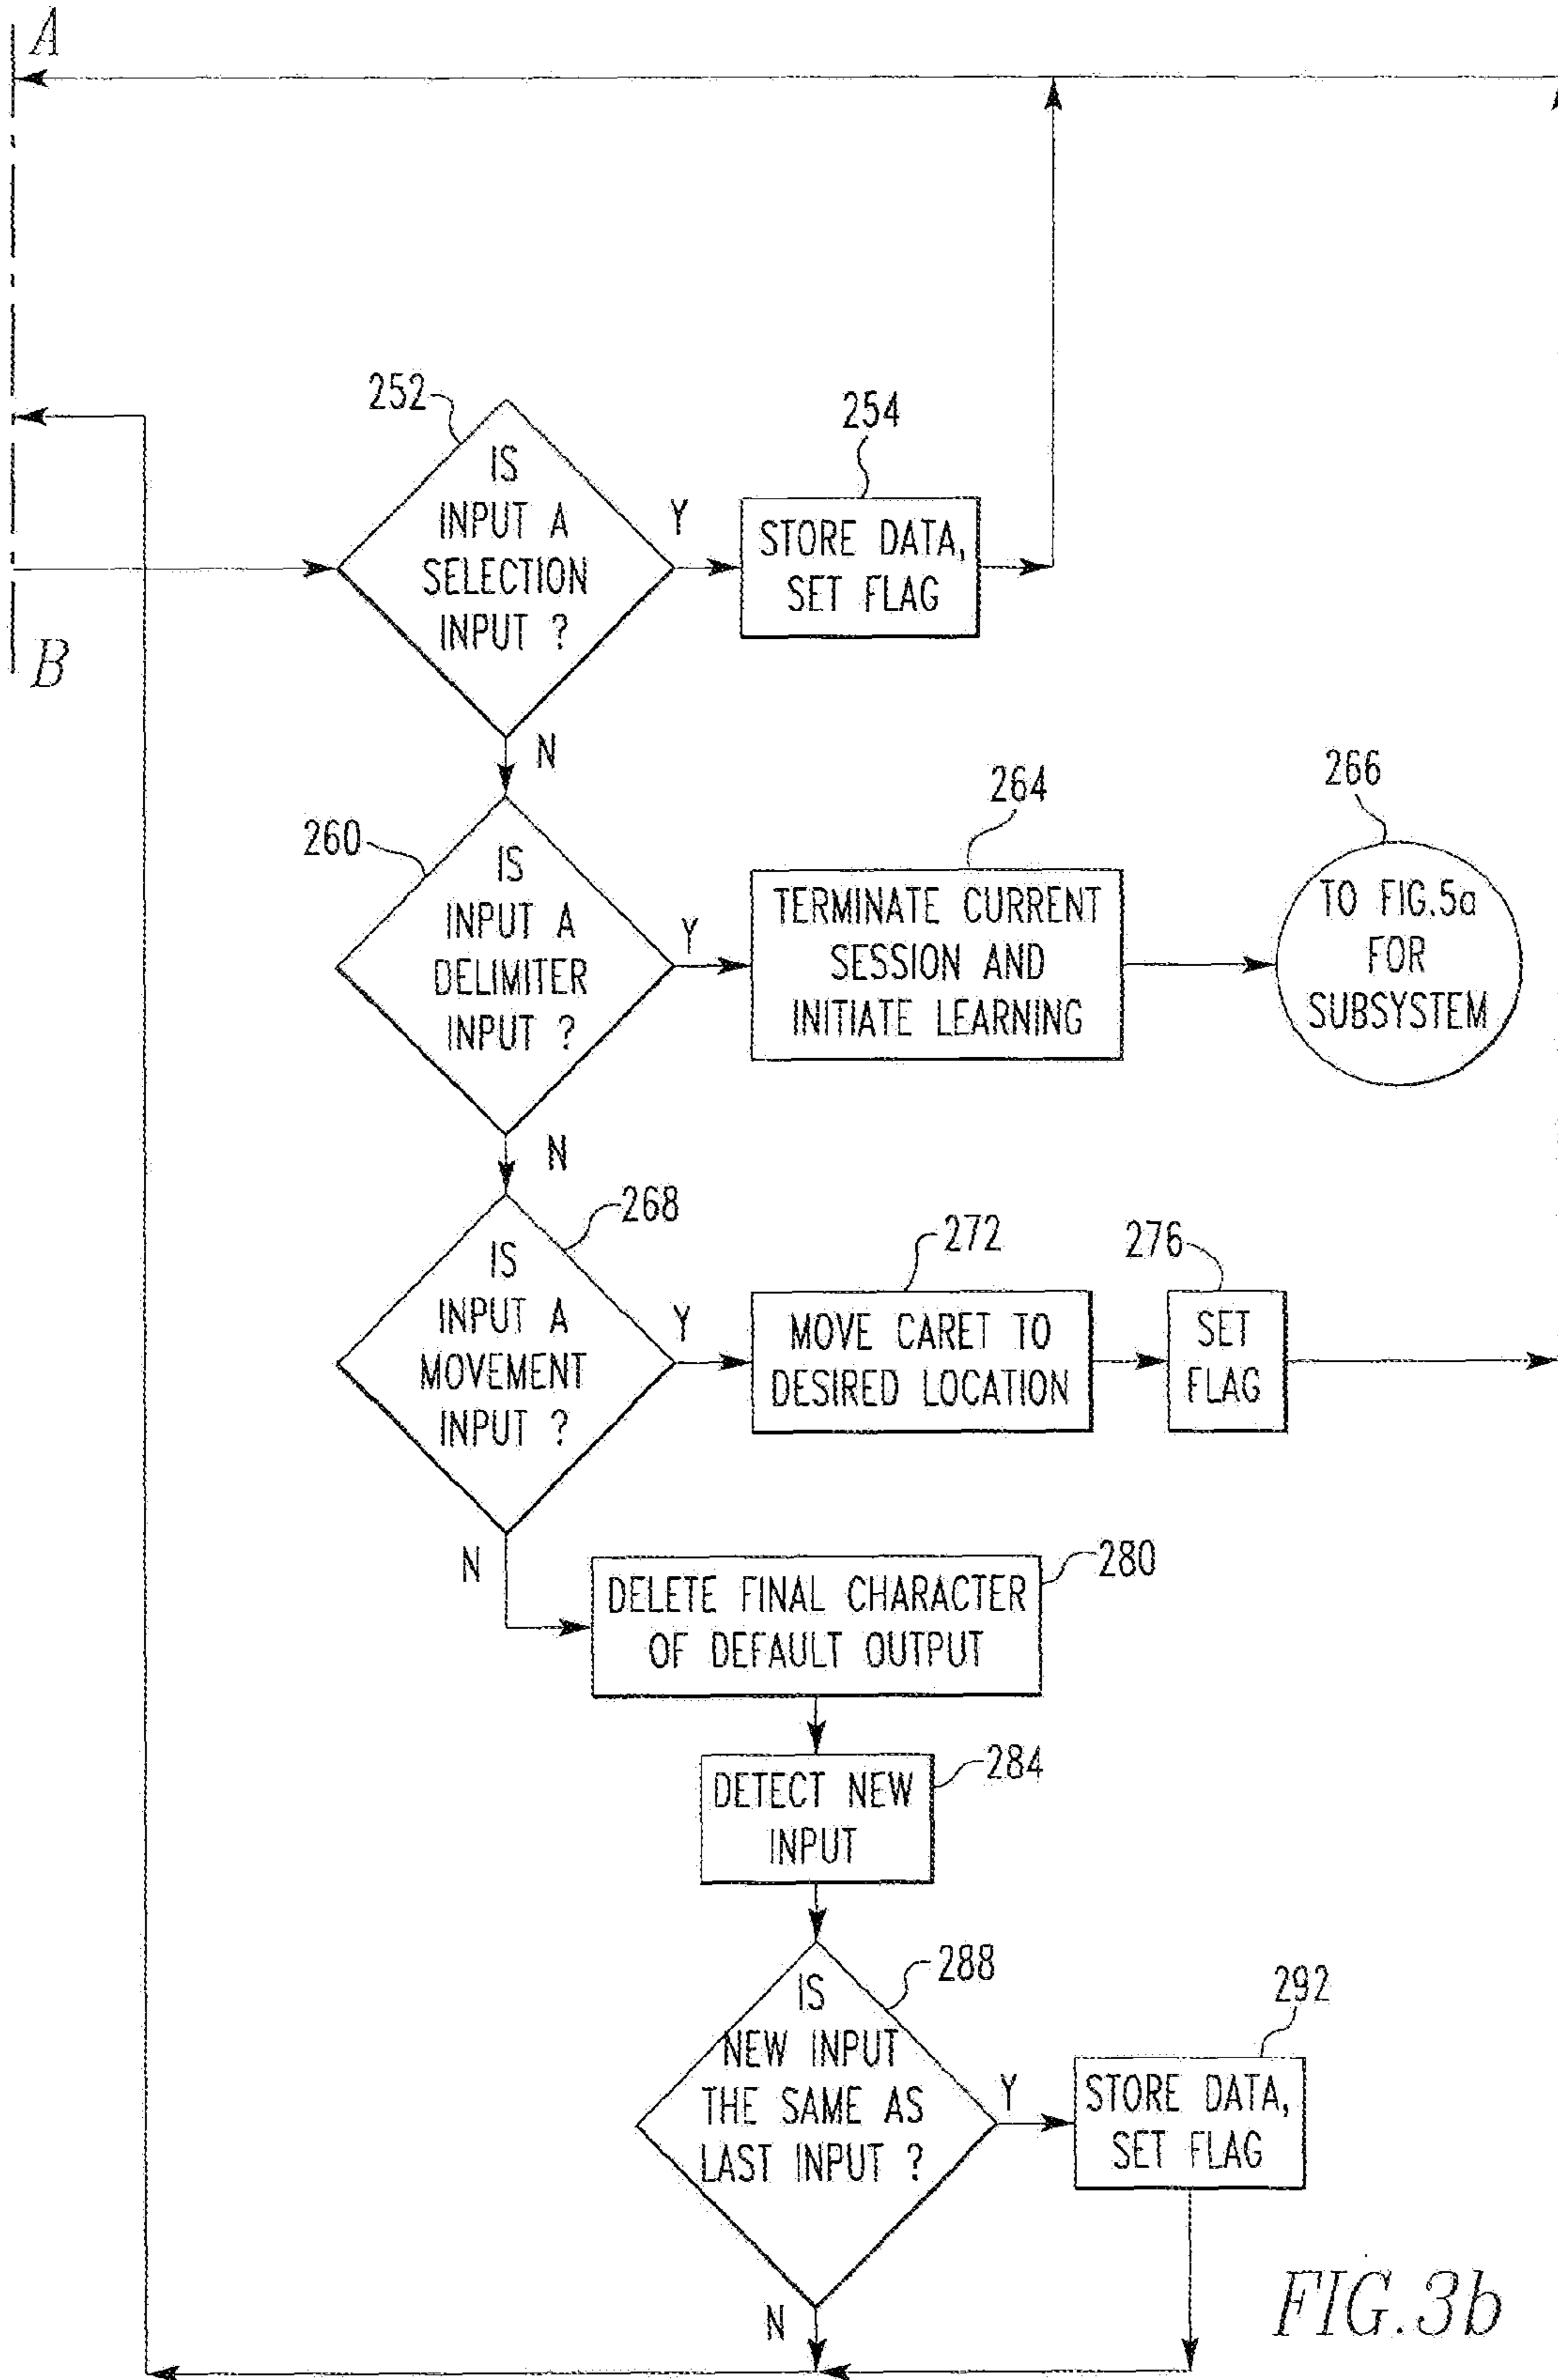 A
252
IS
INPUT A
SELECTION
INPUT ?
Y
254
STORE DATA,
SET FLAG
B
N
260
IS
INPUT A
DELIMITER
INPUT ?
Y
264
TERMINATE CURRENT
SESSION AND
INITIATE LEARNING
266
TO FIG.5a
FOR
SUBSYSTEM
N
268
IS
INPUT A
MOVEMENT
INPUT ?
Y
272
MOVE CARET TO
DESIRED LOCATION
276
SET
FLAG
N
280
DELETE FINAL CHARACTER
OF DEFAULT OUTPUT
284
DETECT NEW
INPUT
288
IS
NEW INPUT
THE SAME AS
LAST INPUT ?
Y
292
STORE DATA,
SET FLAG
N
FIG.3b